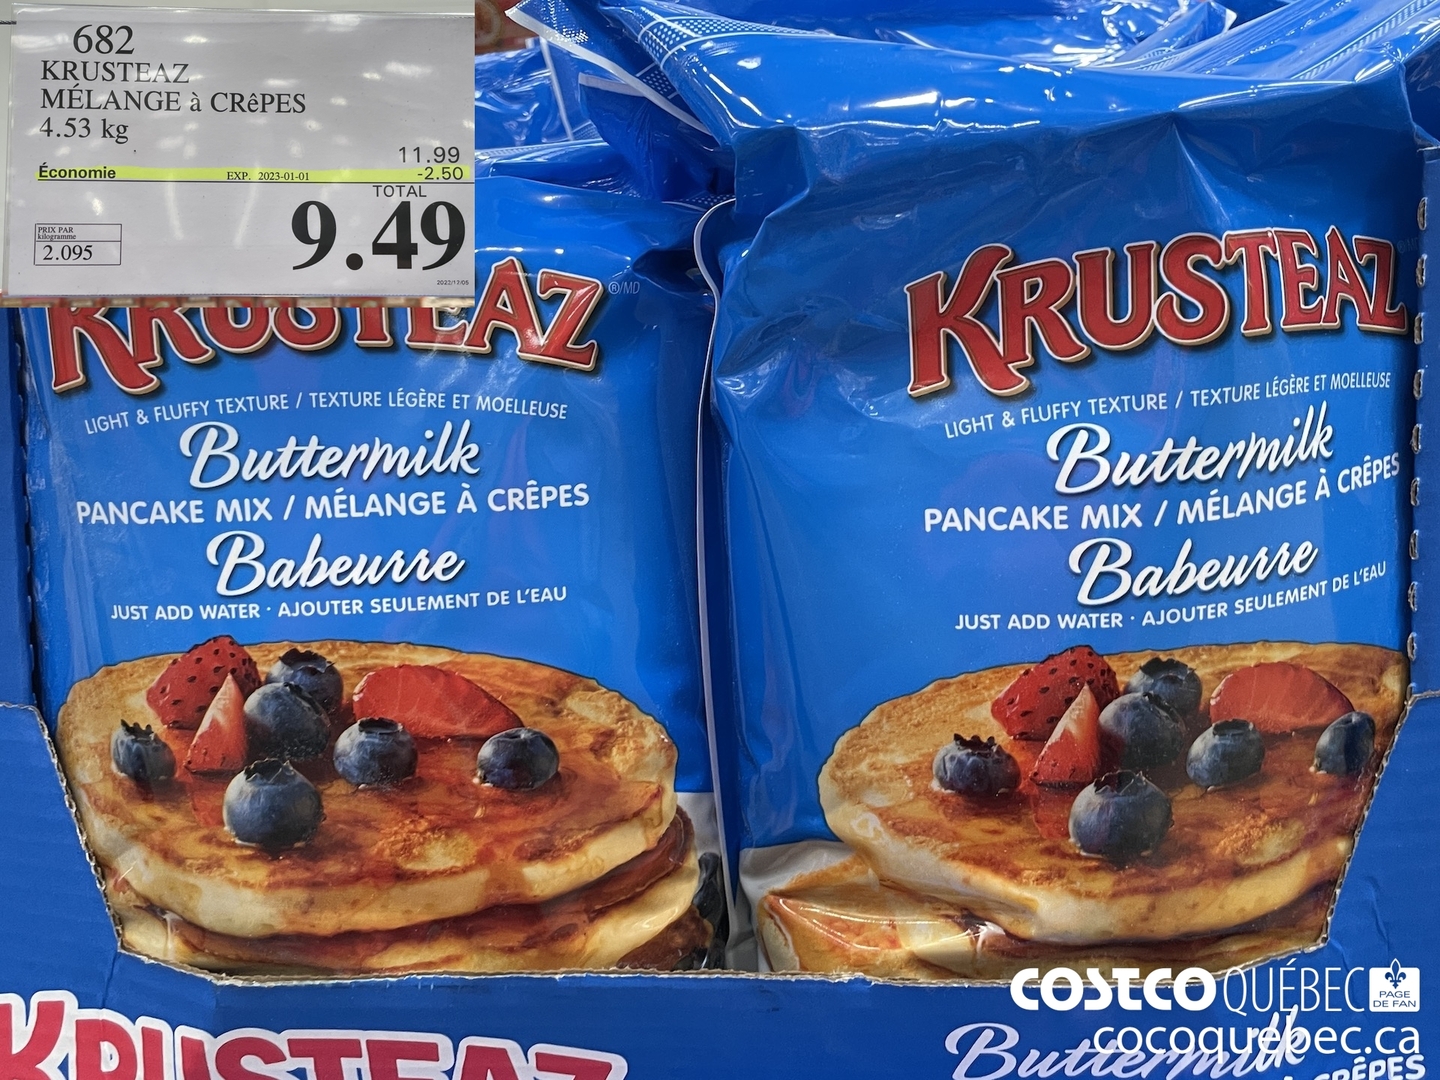 682
KRUSTEAZ
MÉLANGE à CRêPES
4.53 kg
11.99
Économie EXP. 2023-01-01 -2.50
TOTAL
9.49
PRIX PAR
kilogramme
2.095
2022/12/05
KRUSTEAZ ®/MD
LIGHT & FLUFFY TEXTURE / TEXTURE LÉGÈRE ET MOELLEUSE
Buttermilk
PANCAKE MIX / MÉLANGE À CRÊPES
Babeurre
JUST ADD WATER · AJOUTER SEULEMENT DE L'EAU
KRUSTEAZ
LIGHT & FLUFFY TEXTURE / TEXTURE LÉGÈRE ET MOELLEUSE
Buttermilk
PANCAKE MIX / MÉLANGE À CRÊPES
Babeurre
JUST ADD WATER · AJOUTER SEULEMENT DE L'EAU
KRUSTEAZ
Buttermilk
CRÊPES
COSTCO QUÉBEC PAGE DE FAN
cocoquebec.ca